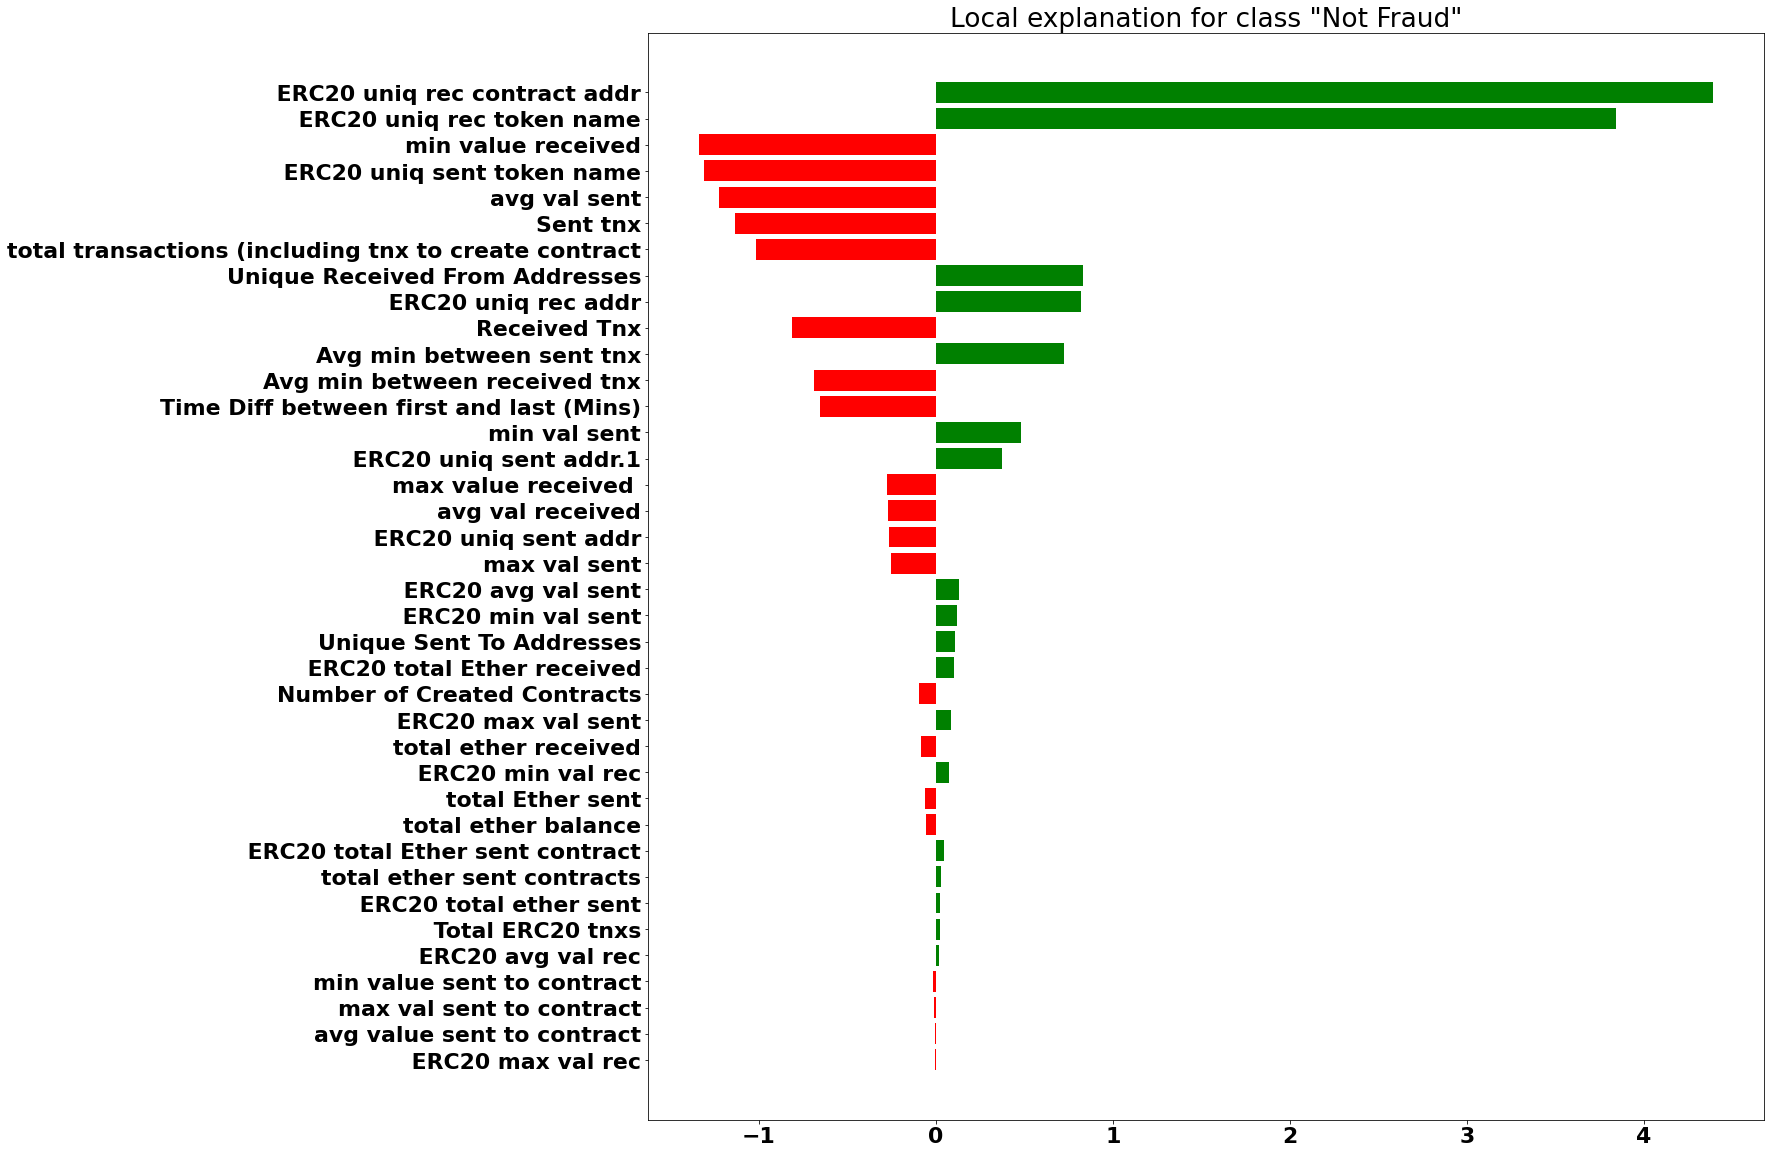 Local explanation for class "Not Fraud"
ERC20 uniq rec contract addr
ERC20 uniq rec token name
min value received
ERC20 uniq sent token name
avg val sent
Sent tnx
total transactions (including tnx to create contract
Unique Received From Addresses
ERC20 uniq rec addr
Received Tnx
Avg min between sent tnx
Avg min between received tnx
Time Diff between first and last (Mins)
min val sent
ERC20 uniq sent addr.1
max value received
avg val received
ERC20 uniq sent addr
max val sent
ERC20 avg val sent
ERC20 min val sent
Unique Sent To Addresses
ERC20 total Ether received
Number of Created Contracts
ERC20 max val sent
total ether received
ERC20 min val rec
total Ether sent
total ether balance
ERC20 total Ether sent contract
total ether sent contracts
ERC20 total ether sent
Total ERC20 tnxs
ERC20 avg val rec
min value sent to contract
max val sent to contract
avg value sent to contract
ERC20 max val rec
−1 0 1 2 3 4